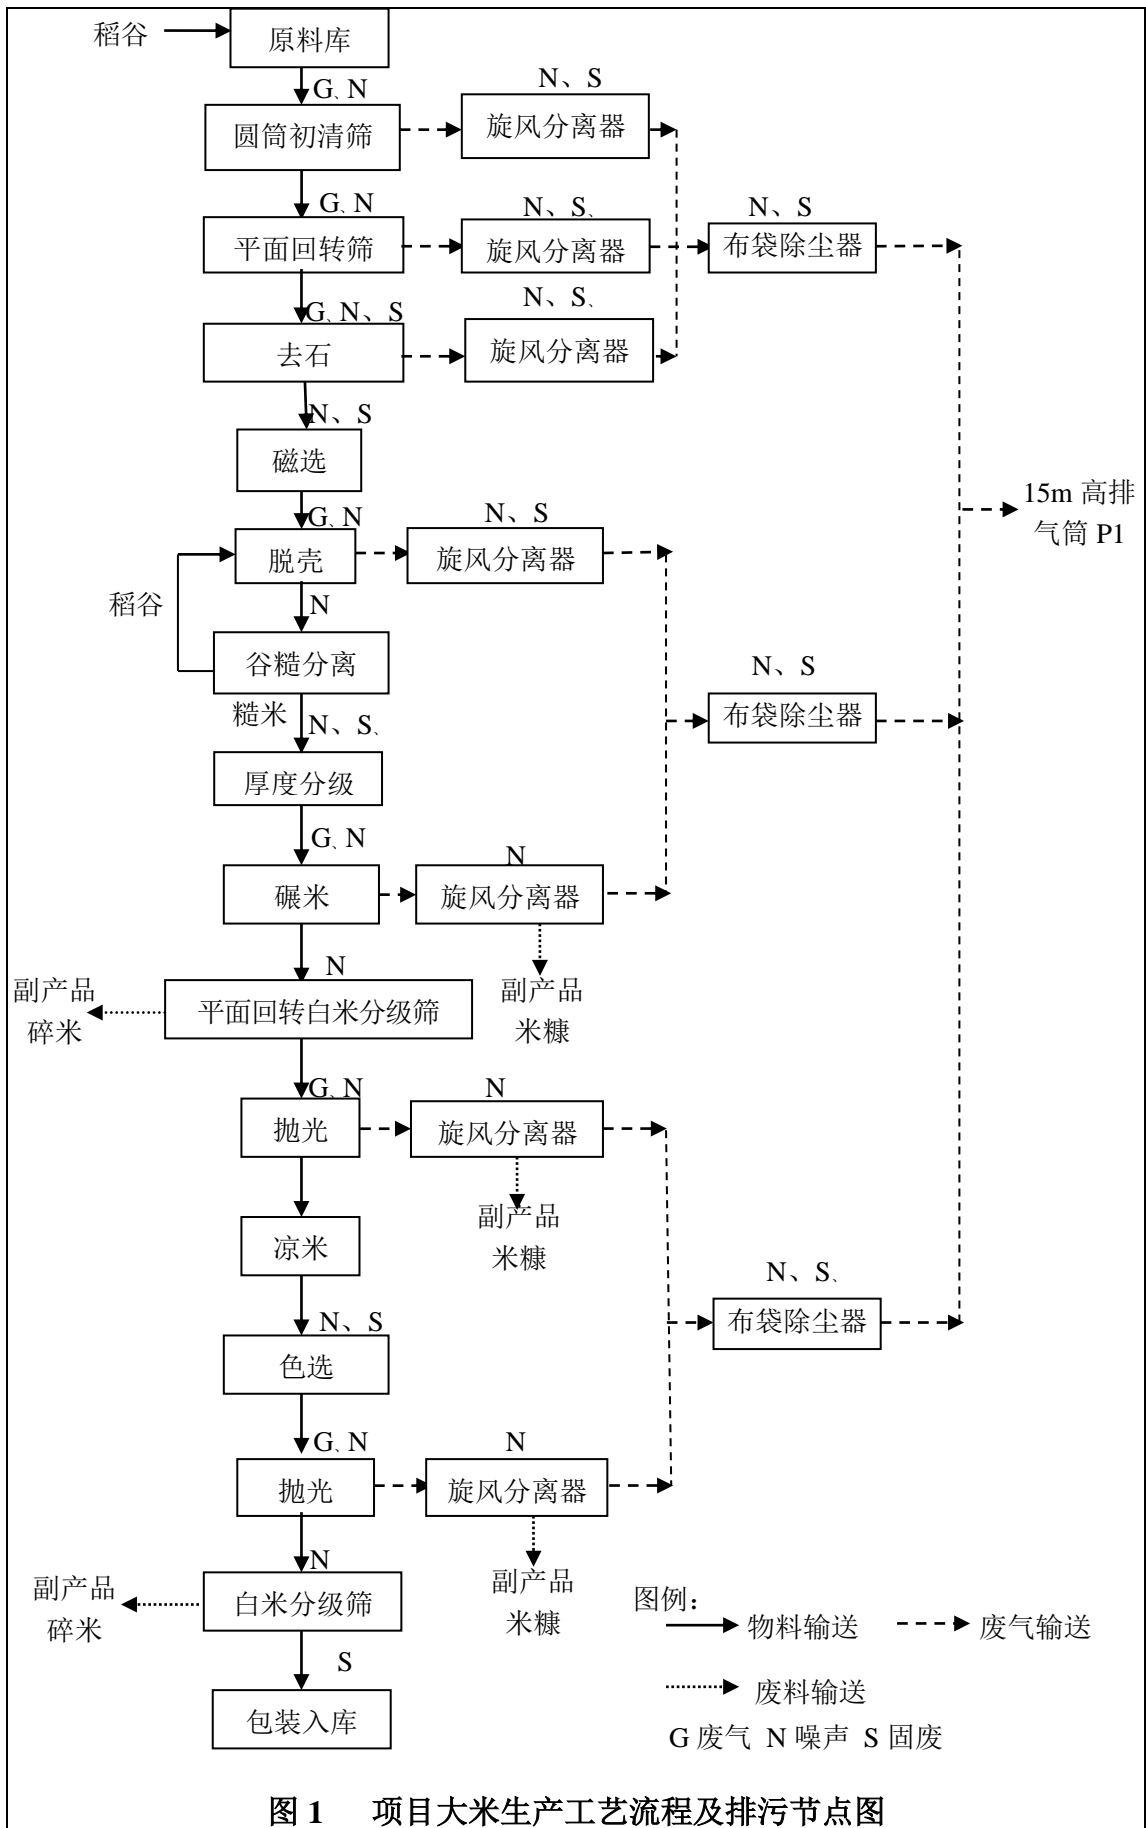 稻谷
原料库
G、N
N、S
圆筒初清筛
旋风分离器
G、N
N、S、
N、S
平面回转筛
旋风分离器
布袋除尘器
G、N、S
N、S、
去石
旋风分离器
N、S
磁选
15m 高排
气筒 P1
G、N
N、S
脱壳
旋风分离器
稻谷
N
谷糙分离
N、S
糙米
N、S、
布袋除尘器
厚度分级
G、N
N
碾米
旋风分离器
N
副产品
碎米
平面回转白米分级筛
副产品
米糠
G、N
N
抛光
旋风分离器
副产品
米糠
凉米
N、S
N、S、
布袋除尘器
色选
G、N
N
抛光
旋风分离器
N
副产品
碎米
白米分级筛
副产品
米糠
图例：
物料输送
废气输送
S
包装入库
废料输送
G 废气 N 噪声 S 固废
图 1 项目大米生产工艺流程及排污节点图